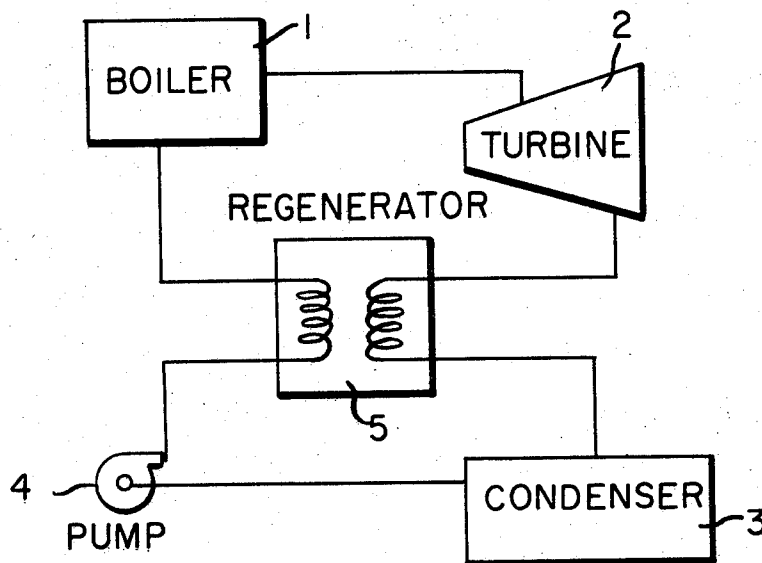 1
2
BOILER
TURBINE
REGENERATOR
5
4
CONDENSER
3
PUMP